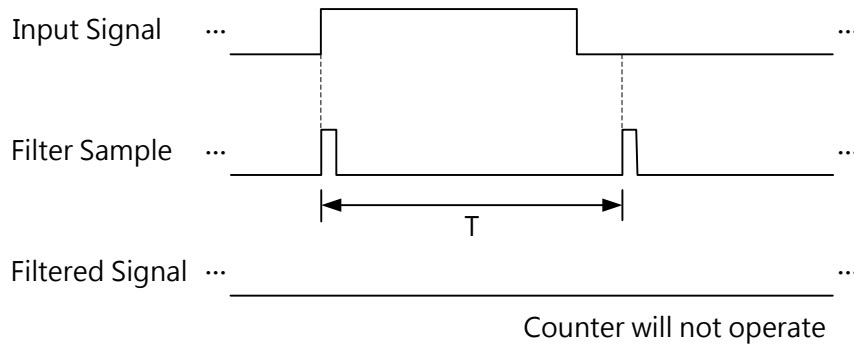 Input Signal ... ...
Filter Sample ... ...
T
Filtered Signal ... ...
Counter will not operate